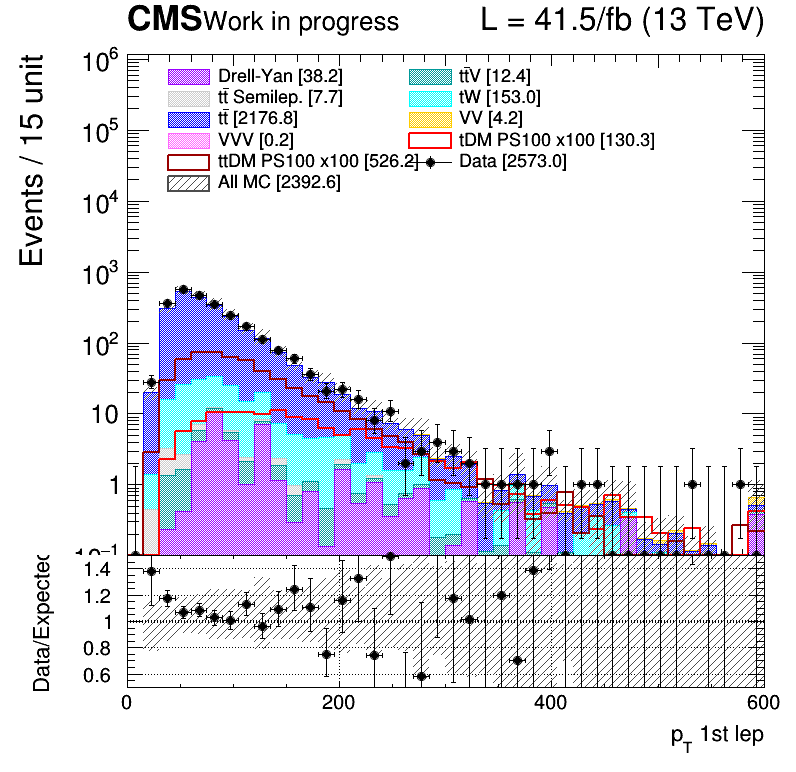 CMS Work in progress L = 41.5/fb (13 TeV)
Events / 15 unit
10⁶
10⁵
10⁴
10³
10²
10
1
10⁻¹
Drell-Yan [38.2] tt̄V [12.4]
tt̄ Semilep. [7.7] tW [153.0]
tt̄ [2176.8] VV [4.2]
VVV [0.2] tDM PS100 x100 [130.3]
ttDM PS100 x100 [526.2] Data [2573.0]
All MC [2392.6]
Data/Expected
1.4
1.2
1
0.8
0.6
0 200 400 600
p_T 1st lep